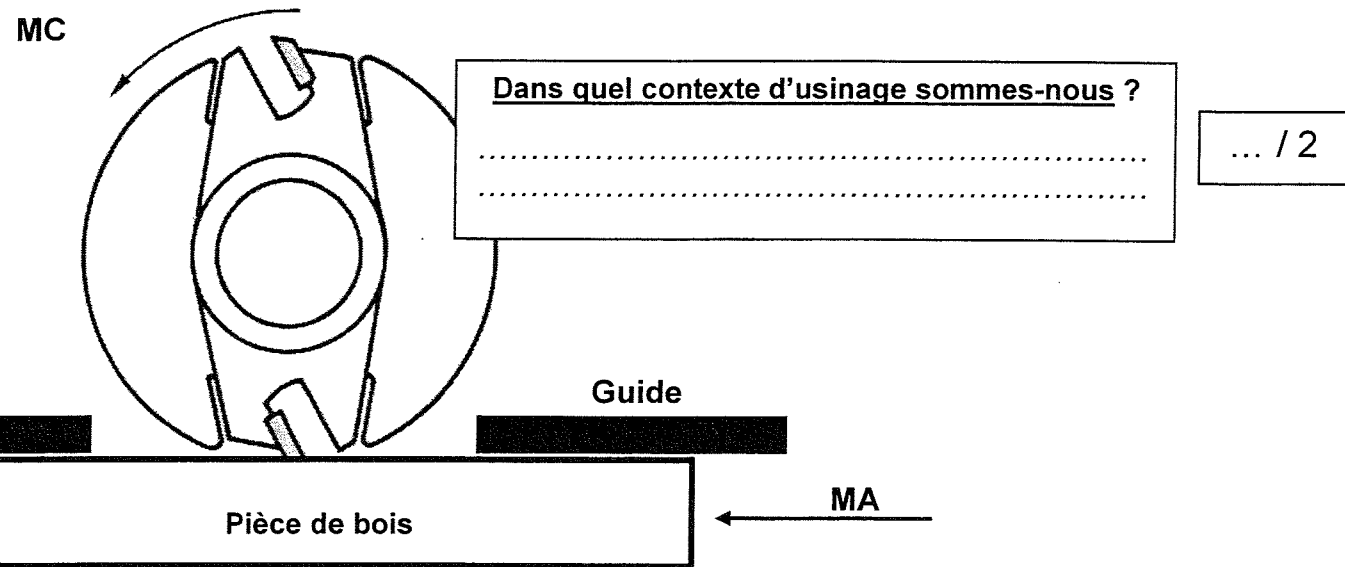 MC
Dans quel contexte d'usinage sommes-nous ?
................................................................................
................................................................................
... / 2
Guide
MA
Pièce de bois